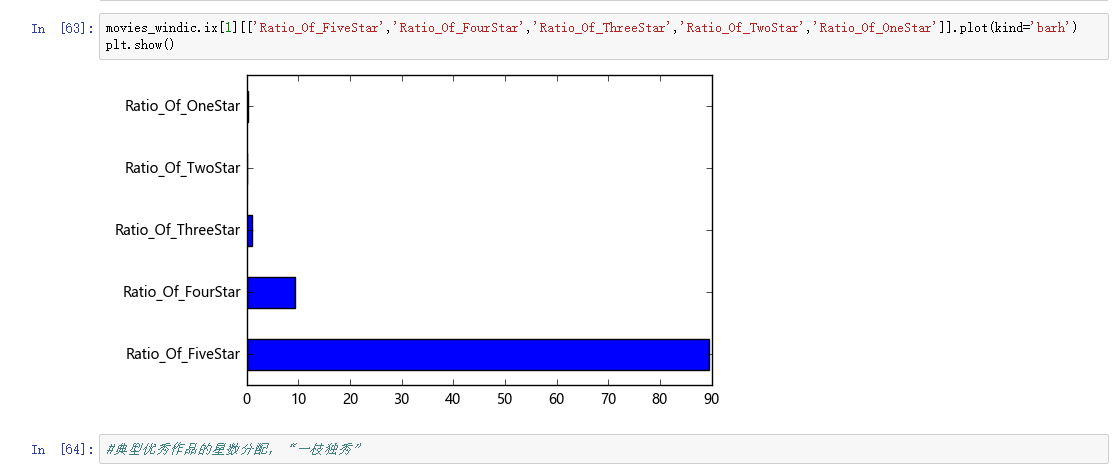 In [63]: movies_windic.ix[1][['Ratio_Of_FiveStar','Ratio_Of_FourStar','Ratio_Of_ThreeStar','Ratio_Of_TwoStar','Ratio_Of_OneStar']].plot(kind='barh')
plt.show()
Ratio_Of_OneStar
Ratio_Of_TwoStar
Ratio_Of_ThreeStar
Ratio_Of_FourStar
Ratio_Of_FiveStar
0 10 20 30 40 50 60 70 80 90
In [64]: #典型优秀作品的星数分配，“一枝独秀”